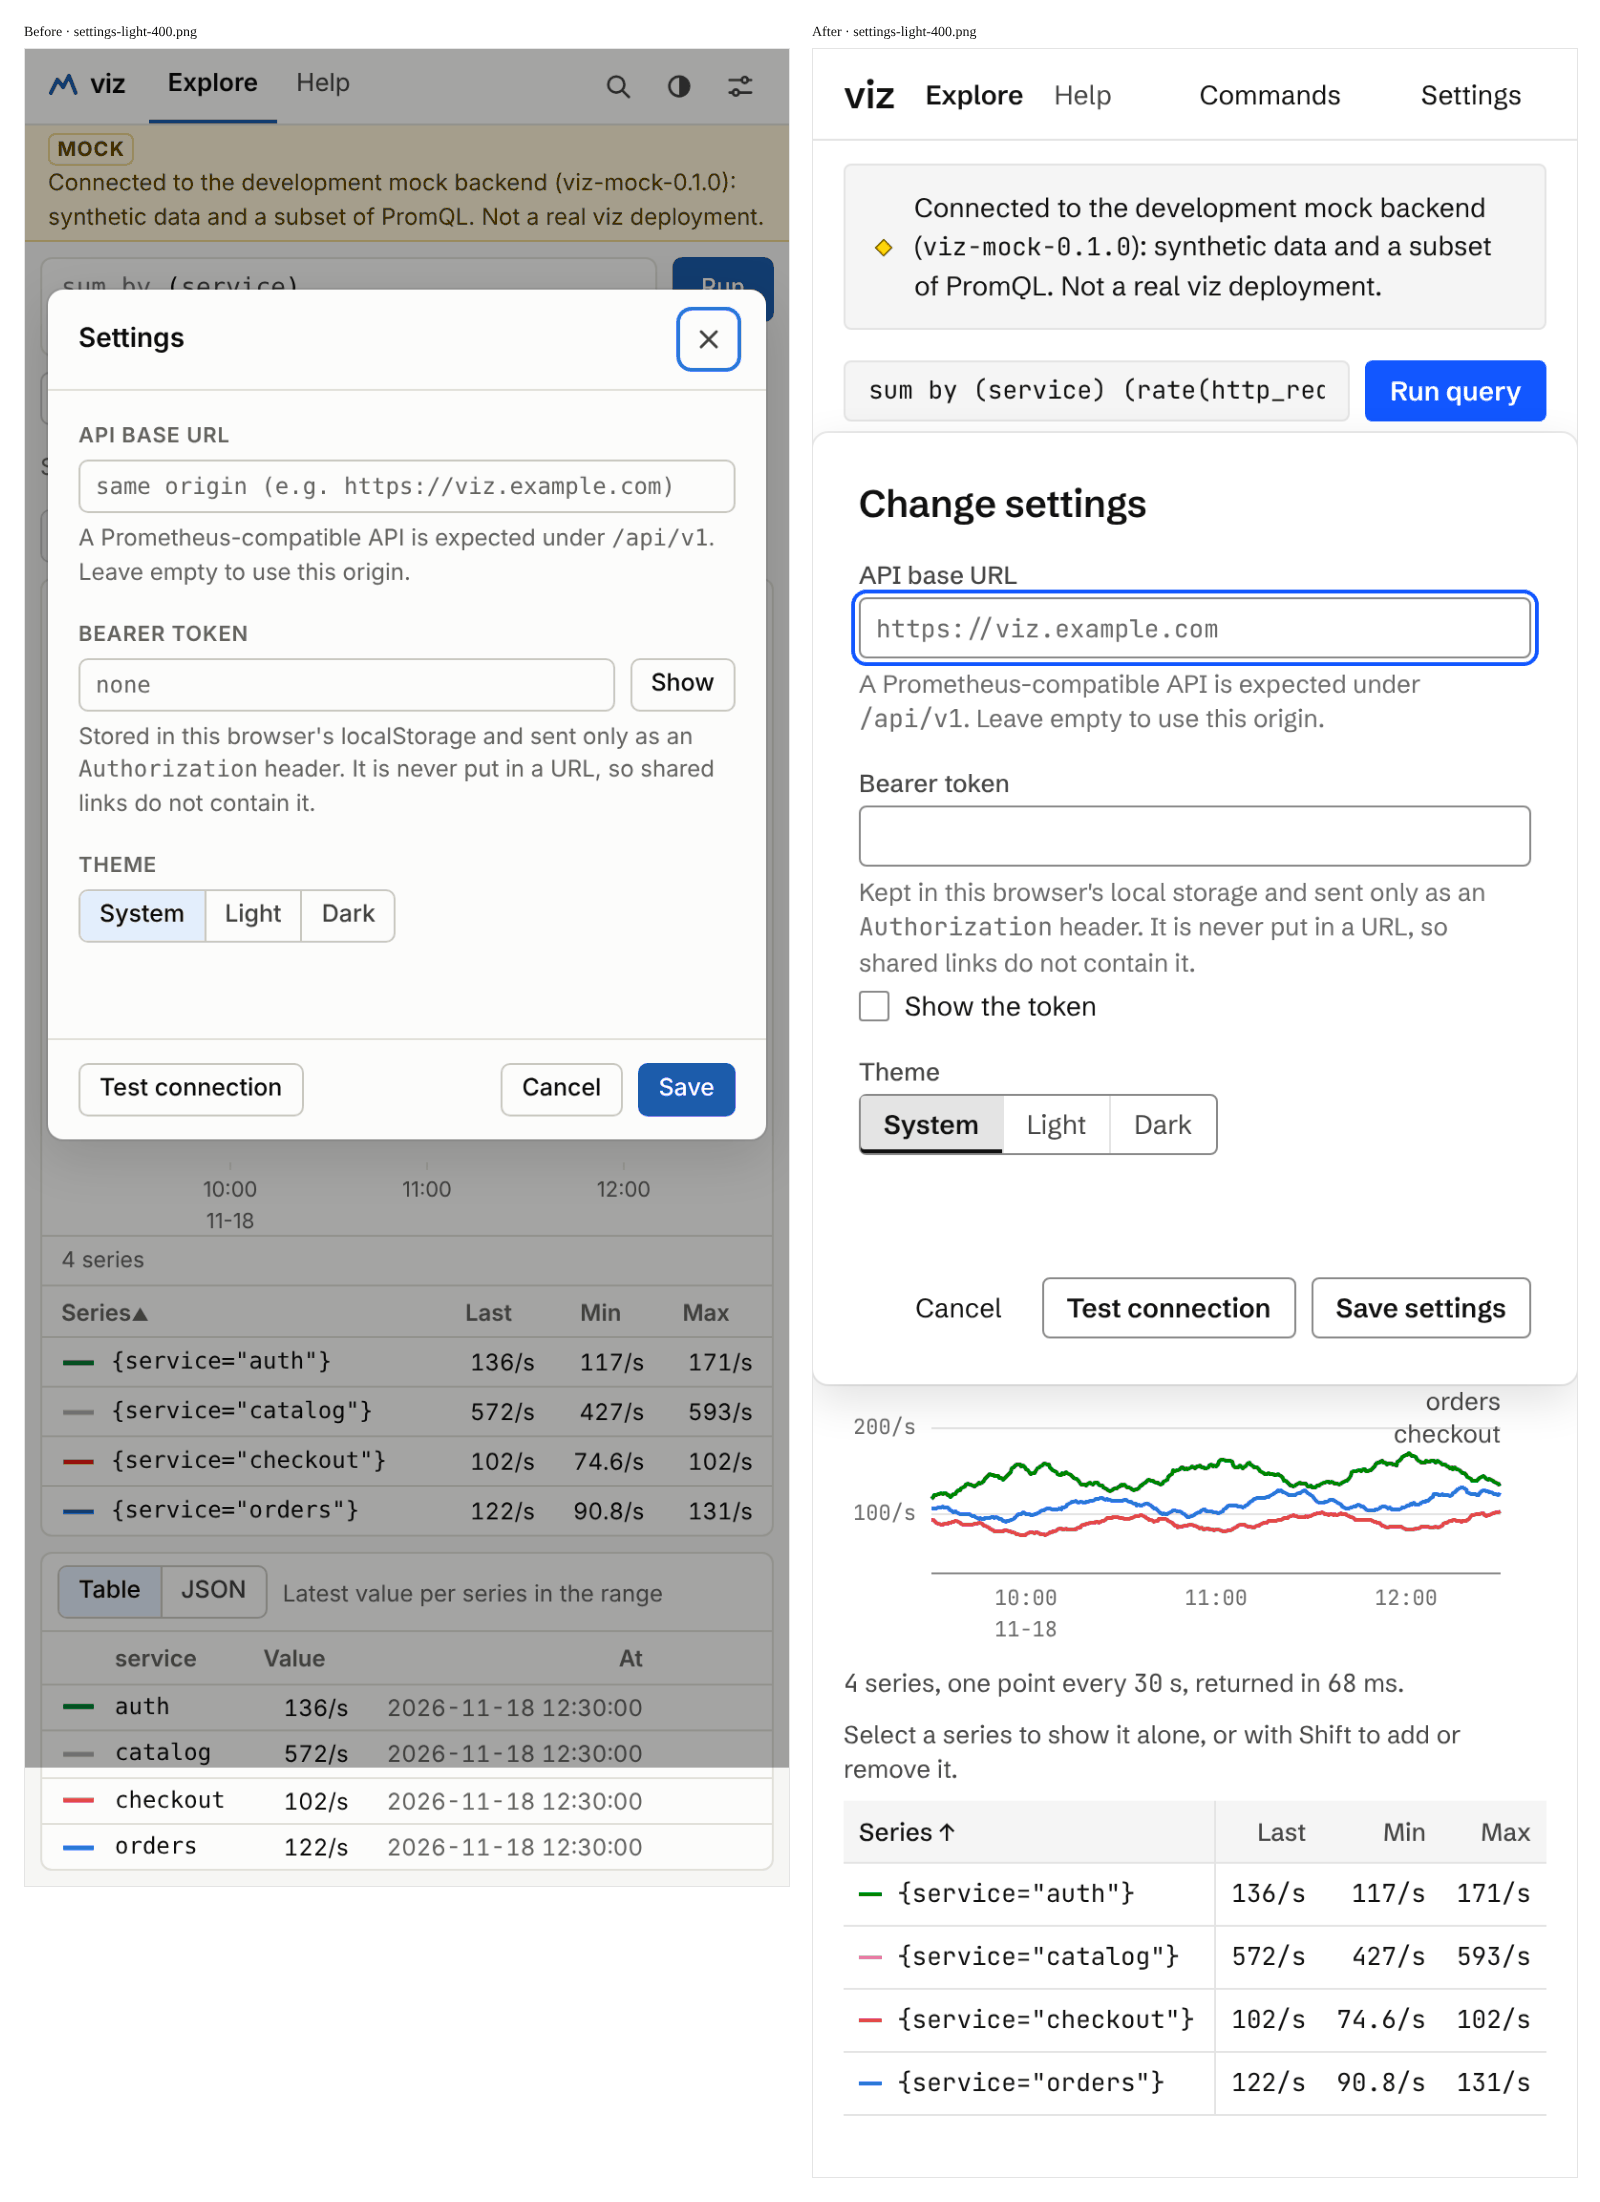 Before · settings-light-400.png
viz Explore Help
MOCK
Connected to the development mock backend (viz-mock-0.1.0):
synthetic data and a subset of PromQL. Not a real viz deployment.
sum by (service)
Run
Settings
API BASE URL
same origin (e.g. https://viz.example.com)
A Prometheus-compatible API is expected under /api/v1.
Leave empty to use this origin.
BEARER TOKEN
none
Show
Stored in this browser's localStorage and sent only as an
Authorization header. It is never put in a URL, so shared
links do not contain it.
THEME
System Light Dark
Test connection Cancel Save
10:00 11:00 12:00
11-18
4 series
Series▲ Last Min Max
{service="auth"} 136/s 117/s 171/s
{service="catalog"} 572/s 427/s 593/s
{service="checkout"} 102/s 74.6/s 102/s
{service="orders"} 122/s 90.8/s 131/s
Table JSON Latest value per series in the range
service Value At
auth 136/s 2026-11-18 12:30:00
catalog 572/s 2026-11-18 12:30:00
checkout 102/s 2026-11-18 12:30:00
orders 122/s 2026-11-18 12:30:00
After · settings-light-400.png
viz Explore Help Commands Settings
Connected to the development mock backend
(viz-mock-0.1.0): synthetic data and a subset
of PromQL. Not a real viz deployment.
sum by (service) (rate(http_rec
Run query
Change settings
API base URL
https://viz.example.com
A Prometheus-compatible API is expected under
/api/v1. Leave empty to use this origin.
Bearer token
Kept in this browser's local storage and sent only as an
Authorization header. It is never put in a URL, so
shared links do not contain it.
Show the token
Theme
System Light Dark
Cancel Test connection Save settings
orders
200/s
checkout
100/s
10:00 11:00 12:00
11-18
4 series, one point every 30 s, returned in 68 ms.
Select a series to show it alone, or with Shift to add or
remove it.
Series ↑ Last Min Max
{service="auth"} 136/s 117/s 171/s
{service="catalog"} 572/s 427/s 593/s
{service="checkout"} 102/s 74.6/s 102/s
{service="orders"} 122/s 90.8/s 131/s